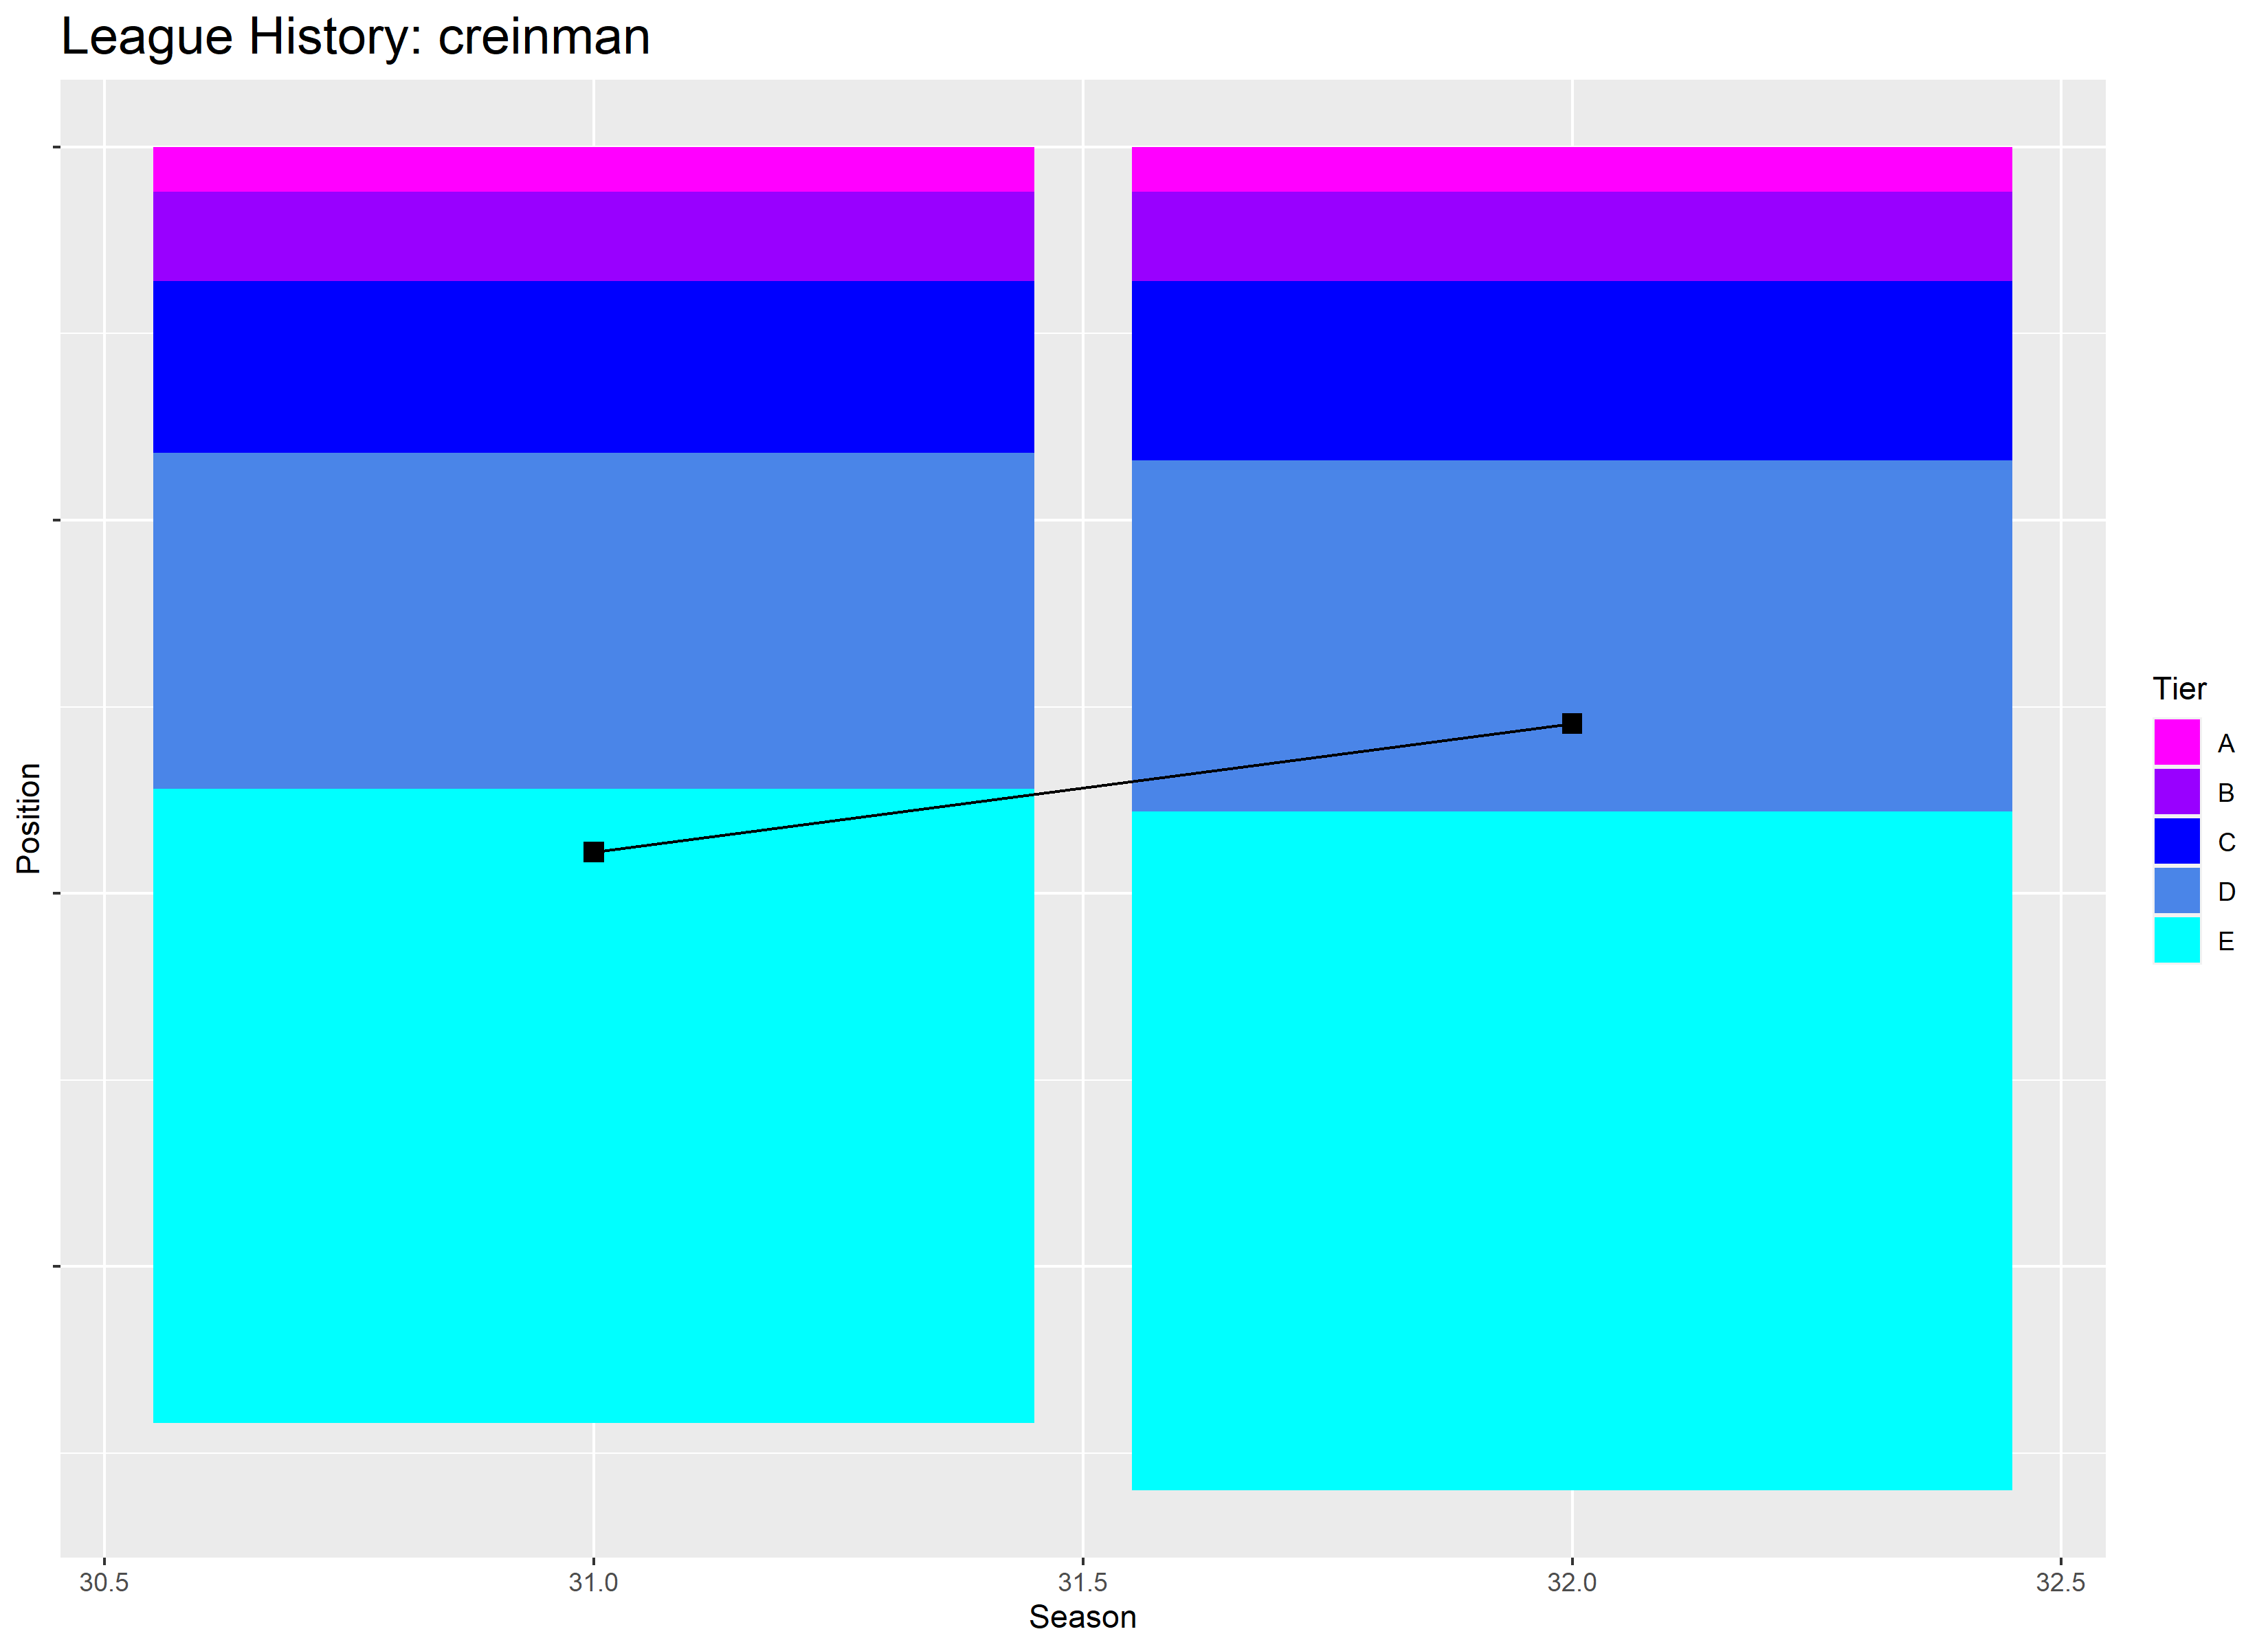 League History: creinman
Position
Tier
A
B
C
D
E
30.5 31.0 31.5 32.0 32.5
Season